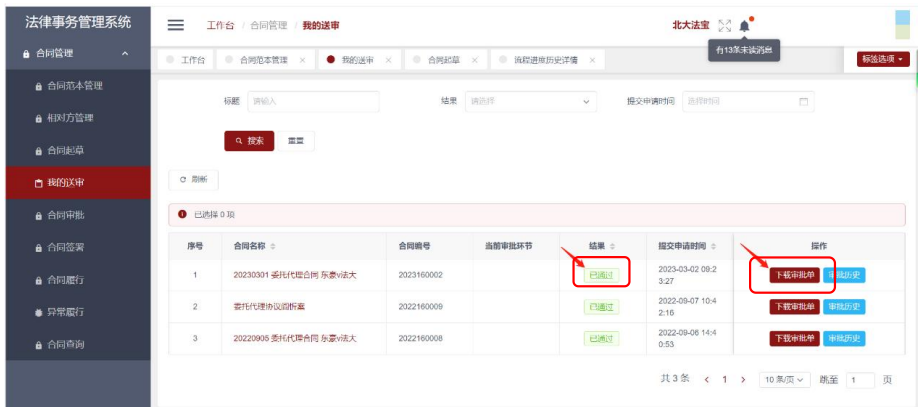 法律事务管理系统
工作台 / 合同管理 / 我的送审
北大法宝
有13条未读消息
合同管理
工作台
合同范本管理 ×
我的送审 ×
合同起草 ×
流程进度历史详情 ×
标签选项
合同范本管理
相对方管理
合同起草
我的送审
合同审批
合同签署
合同履行
异常履行
合同查询
标题 请输入
结果 请选择
提交申请时间 选择时间
搜索 重置
刷新
已选择 0 项
序号 合同名称 合同编号 当前审批环节 结果 提交申请时间 操作
1 20230301 委托代理合同 东豪v法大 2023160002 已通过 2023-03-02 09:2
3:27 下载审批单 审批历史
2 委托代理协议阎拆案 2022160009 已通过 2022-09-07 10:4
2:16 下载审批单 审批历史
3 20220905 委托代理合同 东豪v法大 2022160008 已通过 2022-09-06 14:4
0:53 下载审批单 审批历史
共 3 条 < 1 > 10 条/页 跳至 1 页